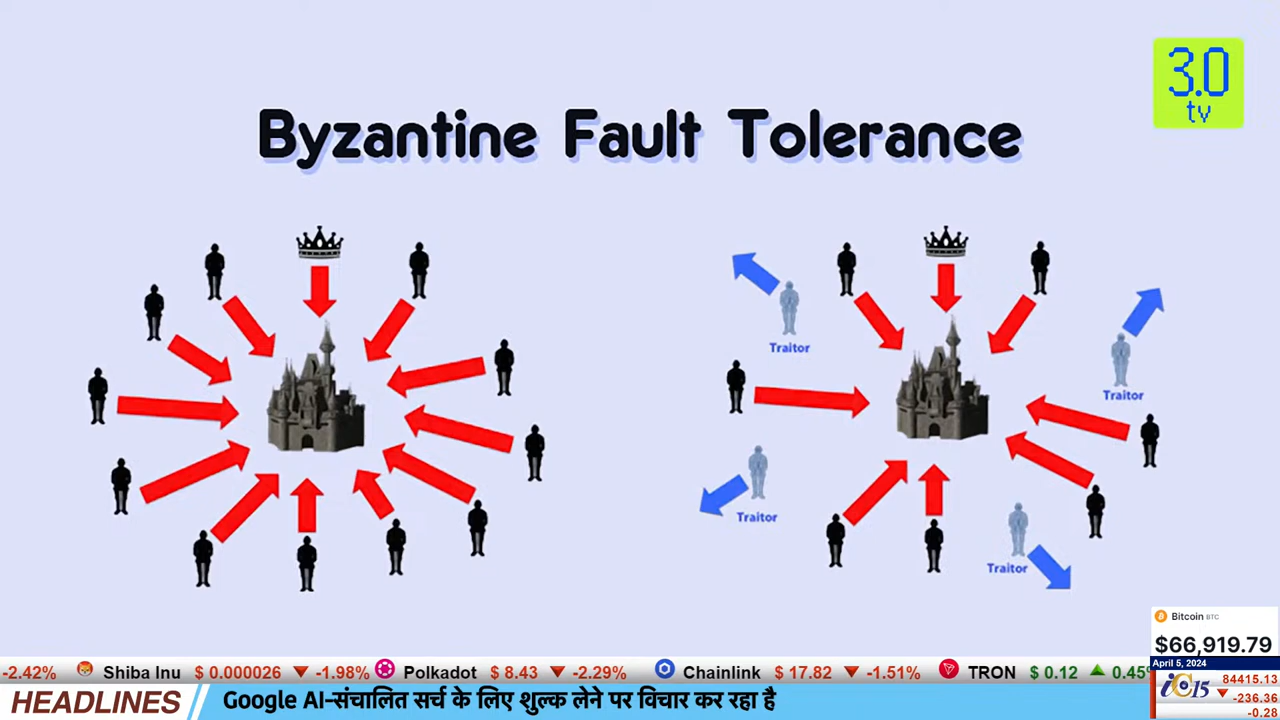 3.0
tv
Byzantine Fault Tolerance
Traitor
Traitor
Traitor
Traitor
Bitcoin BTC
$66,919.79
April 5, 2024
-2.42% Shiba Inu $ 0.000026 -1.98% Polkadot $ 8.43 -2.29% Chainlink $ 17.82 -1.51% TRON $ 0.12 0.45%
84415.13
-236.36
-0.28
HEADLINES Google AI-संचालित सर्च के लिए शुल्क लेने पर विचार कर रहा है